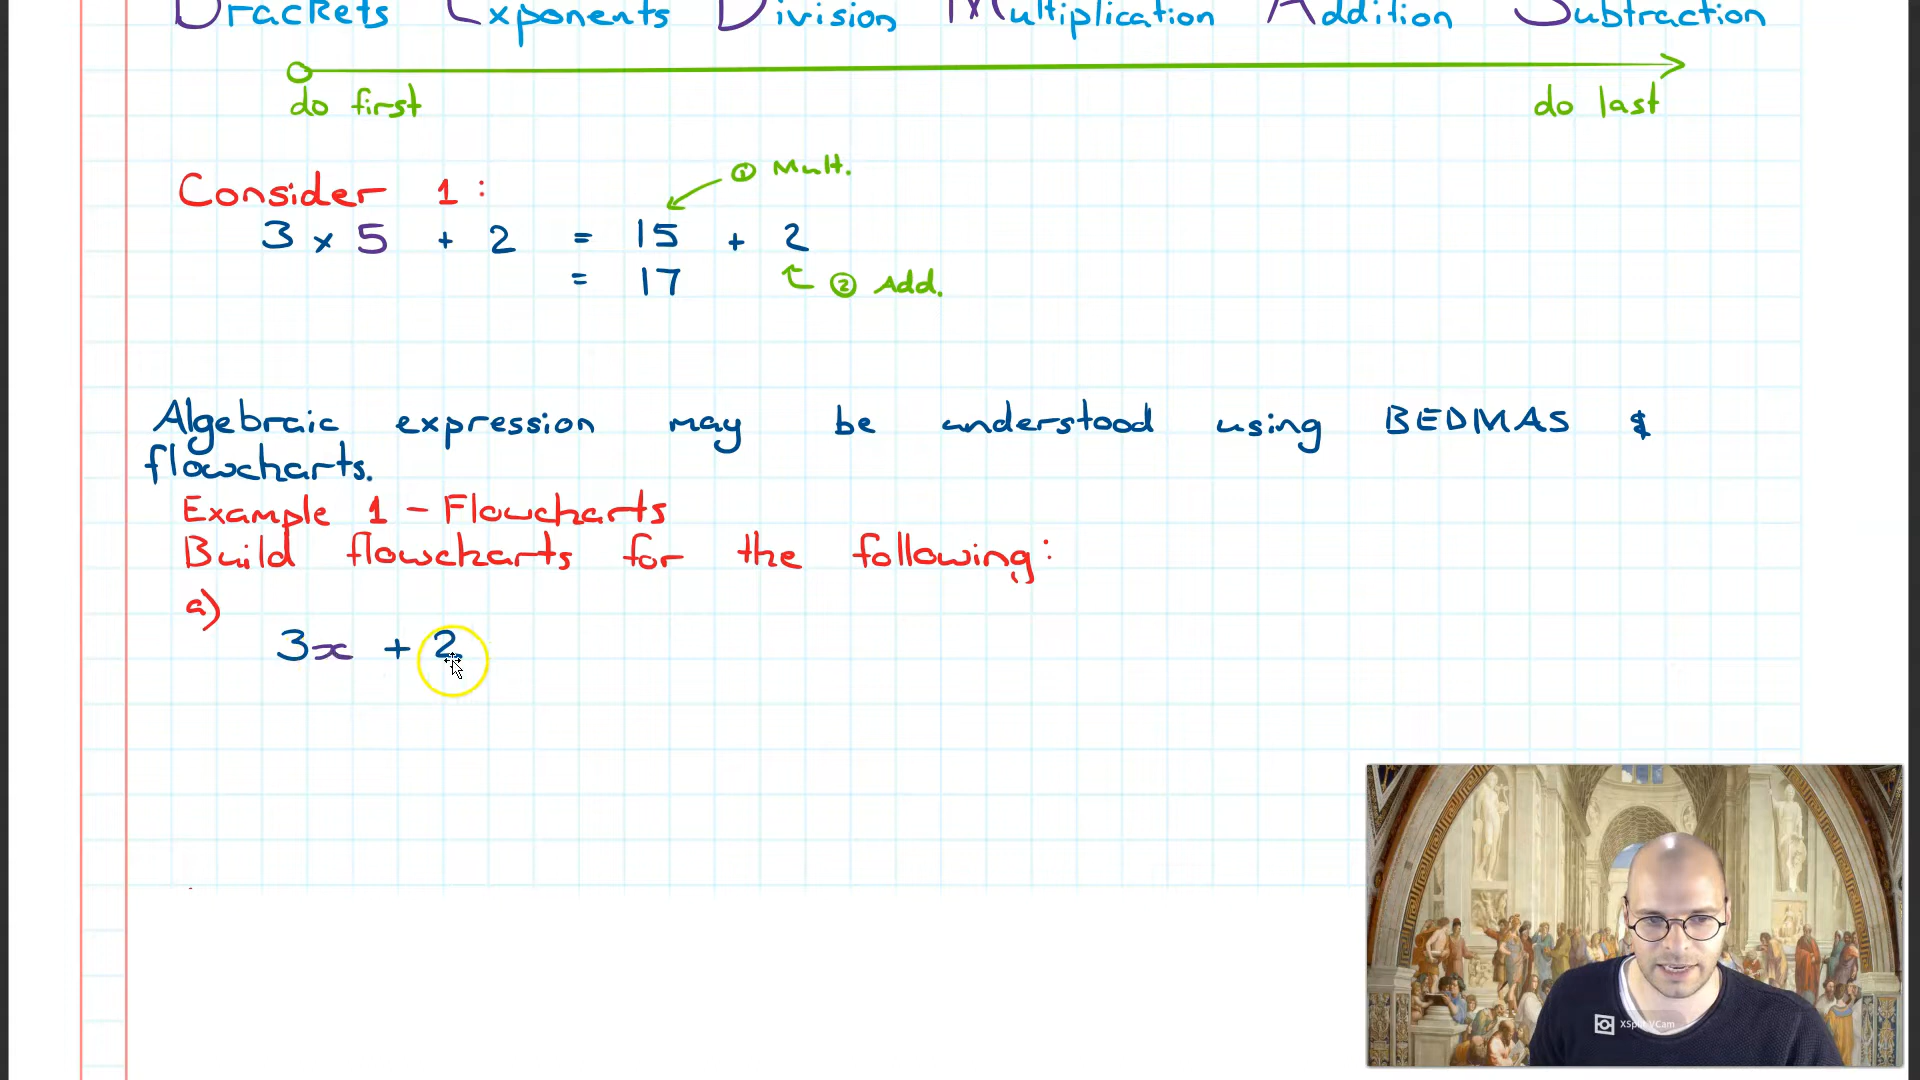 Brackets Exponents Division Multiplication Addition Subtraction
do first do last
① Mult.
Consider 1:
3 × 5 + 2 = 15 + 2
= 17 ② Add.
Algebraic expression may be understood using BEDMAS &
flowcharts.
Example 1 - Flowcharts
Build flowcharts for the following:
a)
3x + 2
XSplit VCam